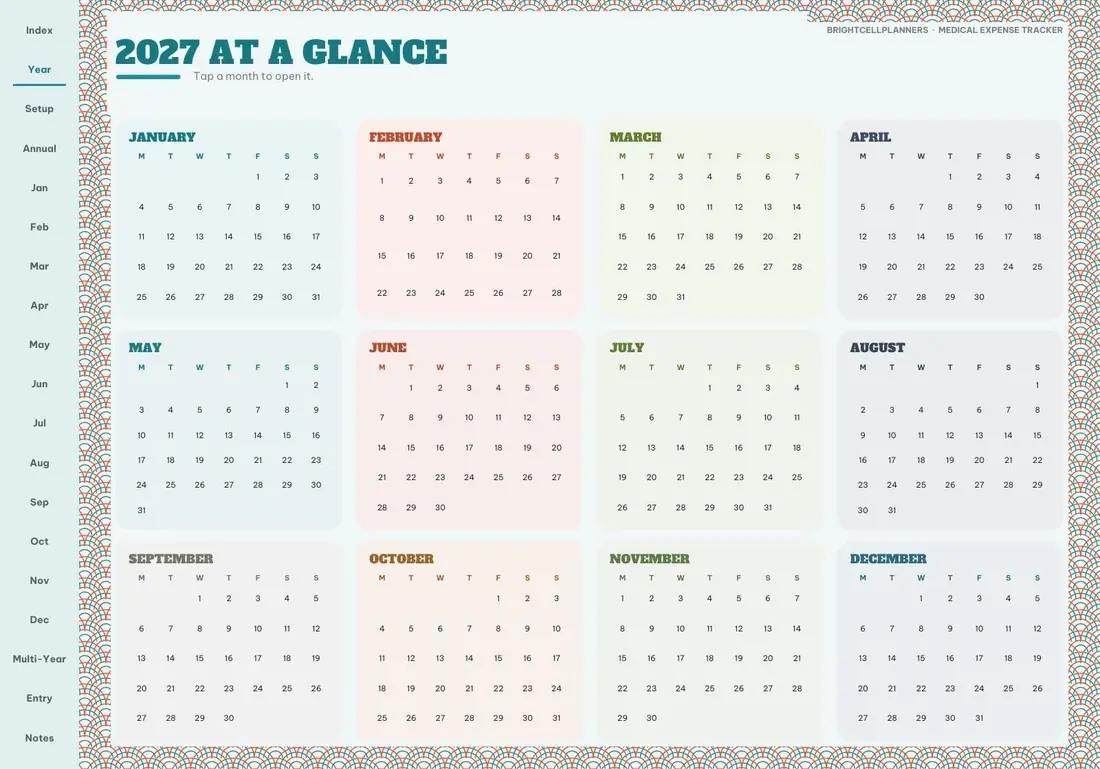 Index
Year
Setup
Annual
Jan
Feb
Mar
Apr
May
Jun
Jul
Aug
Sep
Oct
Nov
Dec
Multi-Year
Entry
Notes
BRIGHTCELLPLANNERS · MEDICAL EXPENSE TRACKER
2027 AT A GLANCE
Tap a month to open it.
JANUARY
M T W T F S S
1 2 3
4 5 6 7 8 9 10
11 12 13 14 15 16 17
18 19 20 21 22 23 24
25 26 27 28 29 30 31
FEBRUARY
M T W T F S S
1 2 3 4 5 6 7
8 9 10 11 12 13 14
15 16 17 18 19 20 21
22 23 24 25 26 27 28
MARCH
M T W T F S S
1 2 3 4 5 6 7
8 9 10 11 12 13 14
15 16 17 18 19 20 21
22 23 24 25 26 27 28
29 30 31
APRIL
M T W T F S S
1 2 3 4
5 6 7 8 9 10 11
12 13 14 15 16 17 18
19 20 21 22 23 24 25
26 27 28 29 30
MAY
M T W T F S S
1 2
3 4 5 6 7 8 9
10 11 12 13 14 15 16
17 18 19 20 21 22 23
24 25 26 27 28 29 30
31
JUNE
M T W T F S S
1 2 3 4 5 6
7 8 9 10 11 12 13
14 15 16 17 18 19 20
21 22 23 24 25 26 27
28 29 30
JULY
M T W T F S S
1 2 3 4
5 6 7 8 9 10 11
12 13 14 15 16 17 18
19 20 21 22 23 24 25
26 27 28 29 30 31
AUGUST
M T W T F S S
1
2 3 4 5 6 7 8
9 10 11 12 13 14 15
16 17 18 19 20 21 22
23 24 25 26 27 28 29
30 31
SEPTEMBER
M T W T F S S
1 2 3 4 5
6 7 8 9 10 11 12
13 14 15 16 17 18 19
20 21 22 23 24 25 26
27 28 29 30
OCTOBER
M T W T F S S
1 2 3
4 5 6 7 8 9 10
11 12 13 14 15 16 17
18 19 20 21 22 23 24
25 26 27 28 29 30 31
NOVEMBER
M T W T F S S
1 2 3 4 5 6 7
8 9 10 11 12 13 14
15 16 17 18 19 20 21
22 23 24 25 26 27 28
29 30
DECEMBER
M T W T F S S
1 2 3 4 5
6 7 8 9 10 11 12
13 14 15 16 17 18 19
20 21 22 23 24 25 26
27 28 29 30 31